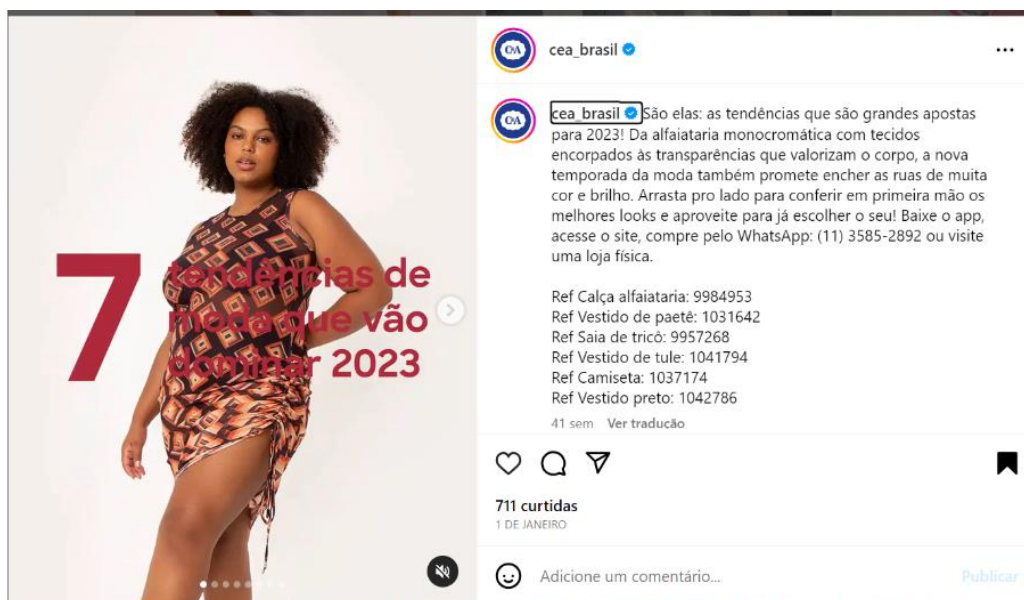 7 tendências de
moda que vão
dominar 2023
C&A
cea_brasil
C&A
cea_brasil São elas: as tendências que são grandes apostas
para 2023! Da alfaiataria monocromática com tecidos
encorpados às transparências que valorizam o corpo, a nova
temporada da moda também promete encher as ruas de muita
cor e brilho. Arrasta pro lado para conferir em primeira mão os
melhores looks e aproveite para já escolher o seu! Baixe o app,
acesse o site, compre pelo WhatsApp: (11) 3585-2892 ou visite
uma loja física.
Ref Calça alfaiataria: 9984953
Ref Vestido de paetê: 1031642
Ref Saia de tricô: 9957268
Ref Vestido de tule: 1041794
Ref Camiseta: 1037174
Ref Vestido preto: 1042786
41 sem Ver tradução
711 curtidas
1 DE JANEIRO
Adicione um comentário... Publicar